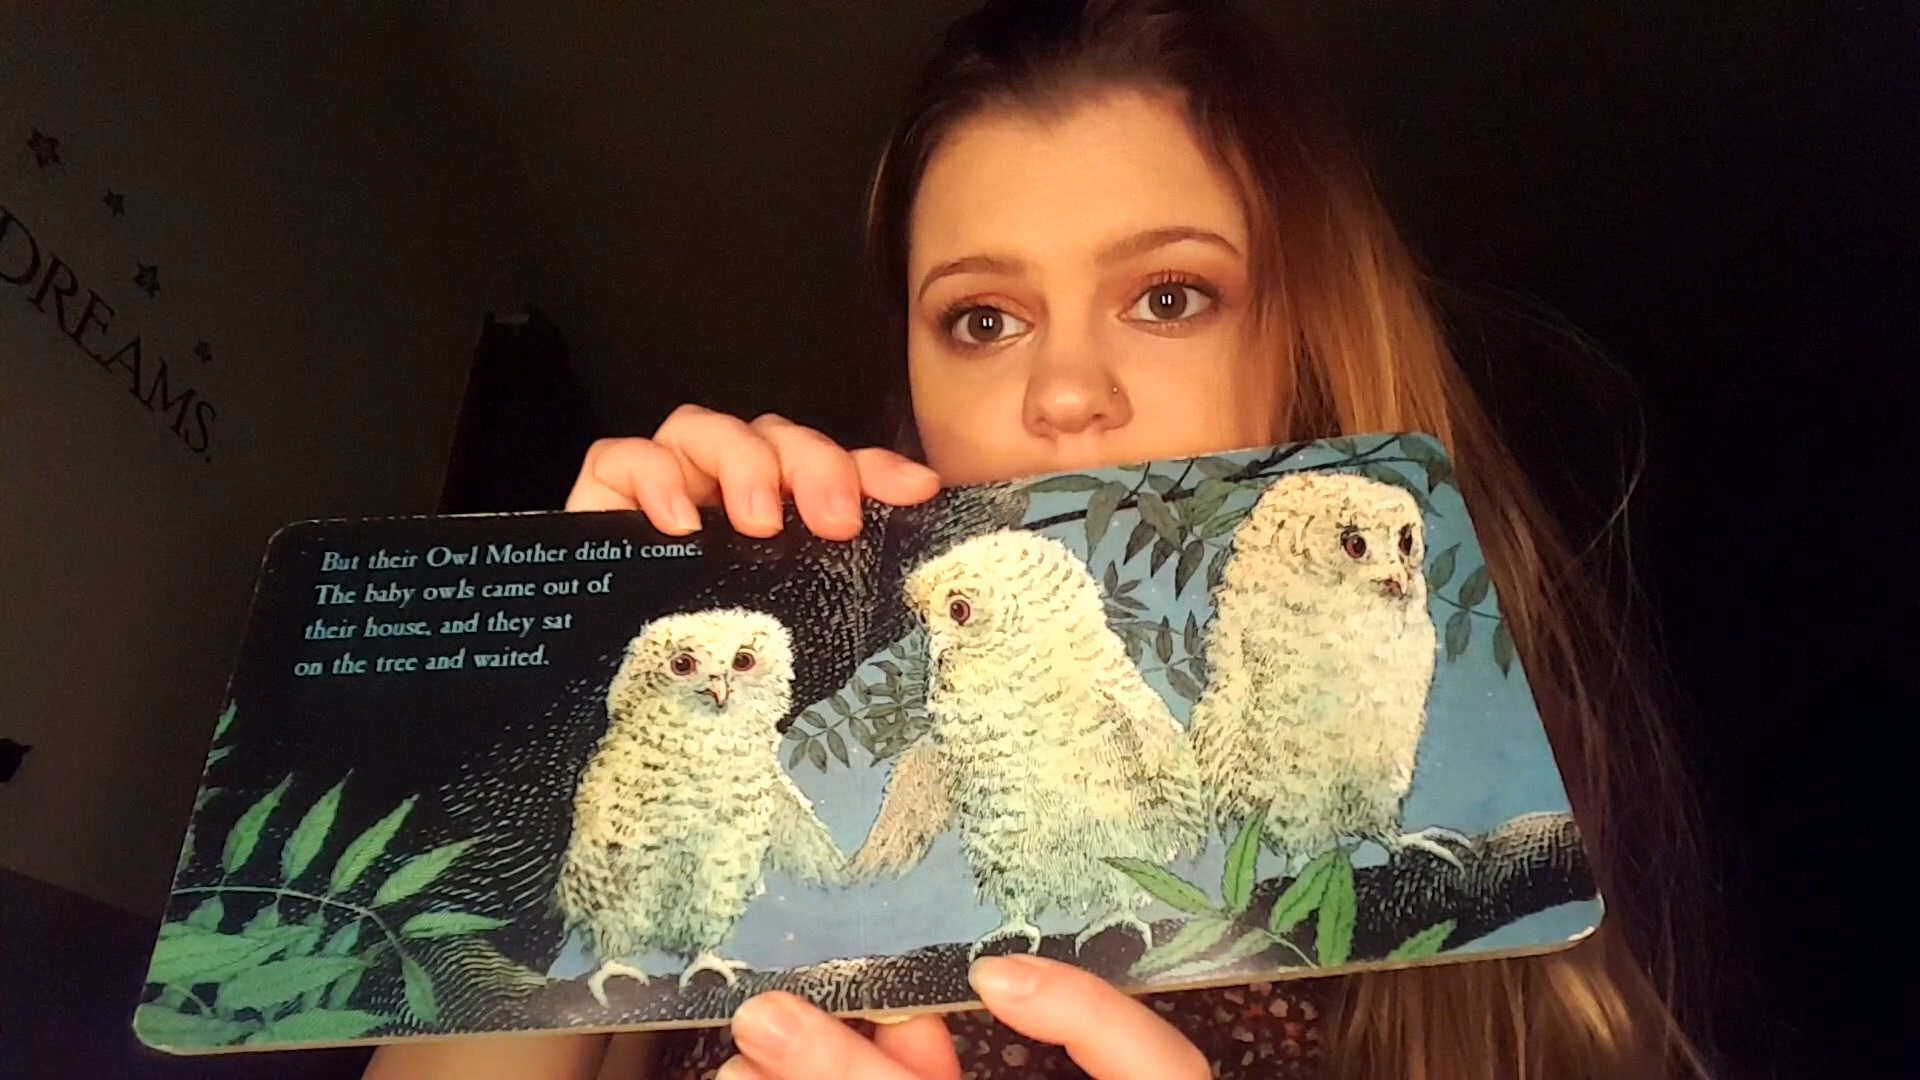 DREAMS.
But their Owl Mother didn't come.
The baby owls came out of
their house, and they sat
on the tree and waited.